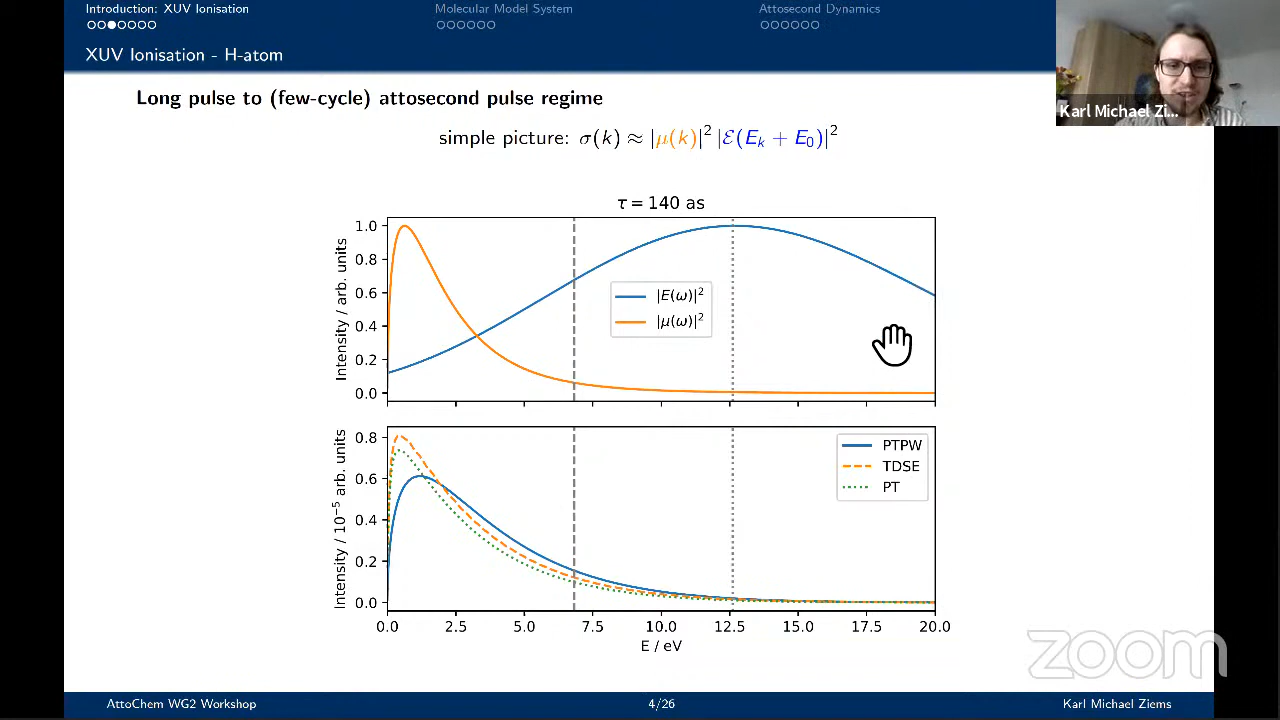 Introduction: XUV Ionisation
Molecular Model System
Attosecond Dynamics
XUV Ionisation - H-atom
Karl Michael Zi...
Long pulse to (few-cycle) attosecond pulse regime
simple picture: σ(k) ≈ |μ(k)|² |ℰ(E_k + E_0)|²
τ = 140 as
Intensity / arb. units
1.0
0.8
0.6
0.4
0.2
0.0
|E(ω)|²
|μ(ω)|²
Intensity / 10⁻⁵ arb. units
0.8
0.6
0.4
0.2
0.0
PTPW
TDSE
PT
0.0 2.5 5.0 7.5 10.0 12.5 15.0 17.5 20.0
E / eV
zoom
AttoChem WG2 Workshop
4/26
Karl Michael Ziems